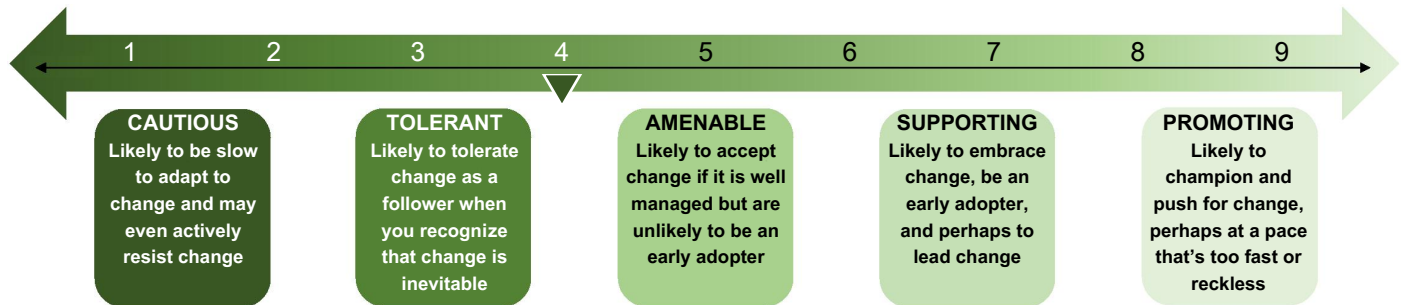 1 2 3 4 5 6 7 8 9
CAUTIOUS
Likely to be slow
to adapt to
change and may
even actively
resist change
TOLERANT
Likely to tolerate
change as a
follower when
you recognize
that change is
inevitable
AMENABLE
Likely to accept
change if it is well
managed but are
unlikely to be an
early adopter
SUPPORTING
Likely to embrace
change, be an
early adopter,
and perhaps to
lead change
PROMOTING
Likely to
champion and
push for change,
perhaps at a pace
that's too fast or
reckless